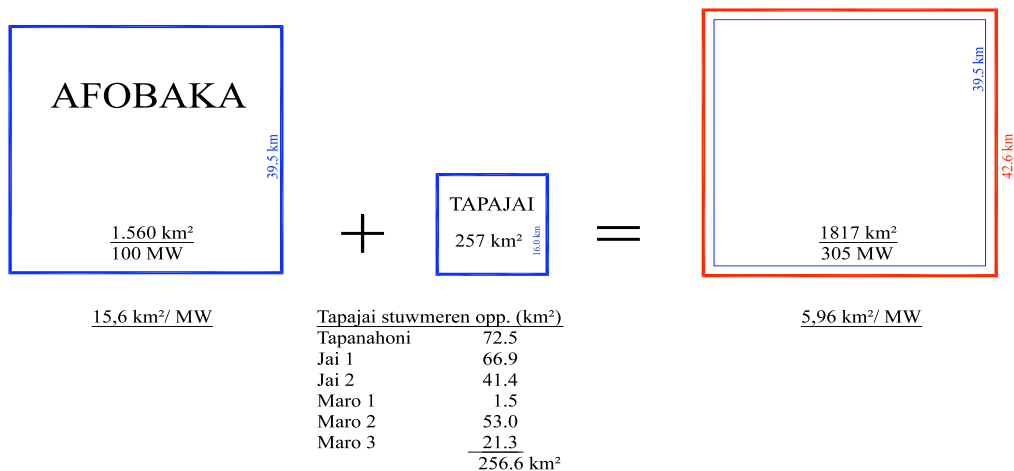 AFOBAKA
39.5 km
1.560 km²
100 MW
15,6 km²/ MW
+
TAPAJAI
257 km²
16.0 km
=
39.5 km
42.6 km
1817 km²
305 MW
5,96 km²/ MW
Tapajai stuwmeren opp. (km²)
Tapanahoni 72.5
Jai 1 66.9
Jai 2 41.4
Maro 1 1.5
Maro 2 53.0
Maro 3 21.3
256.6 km²